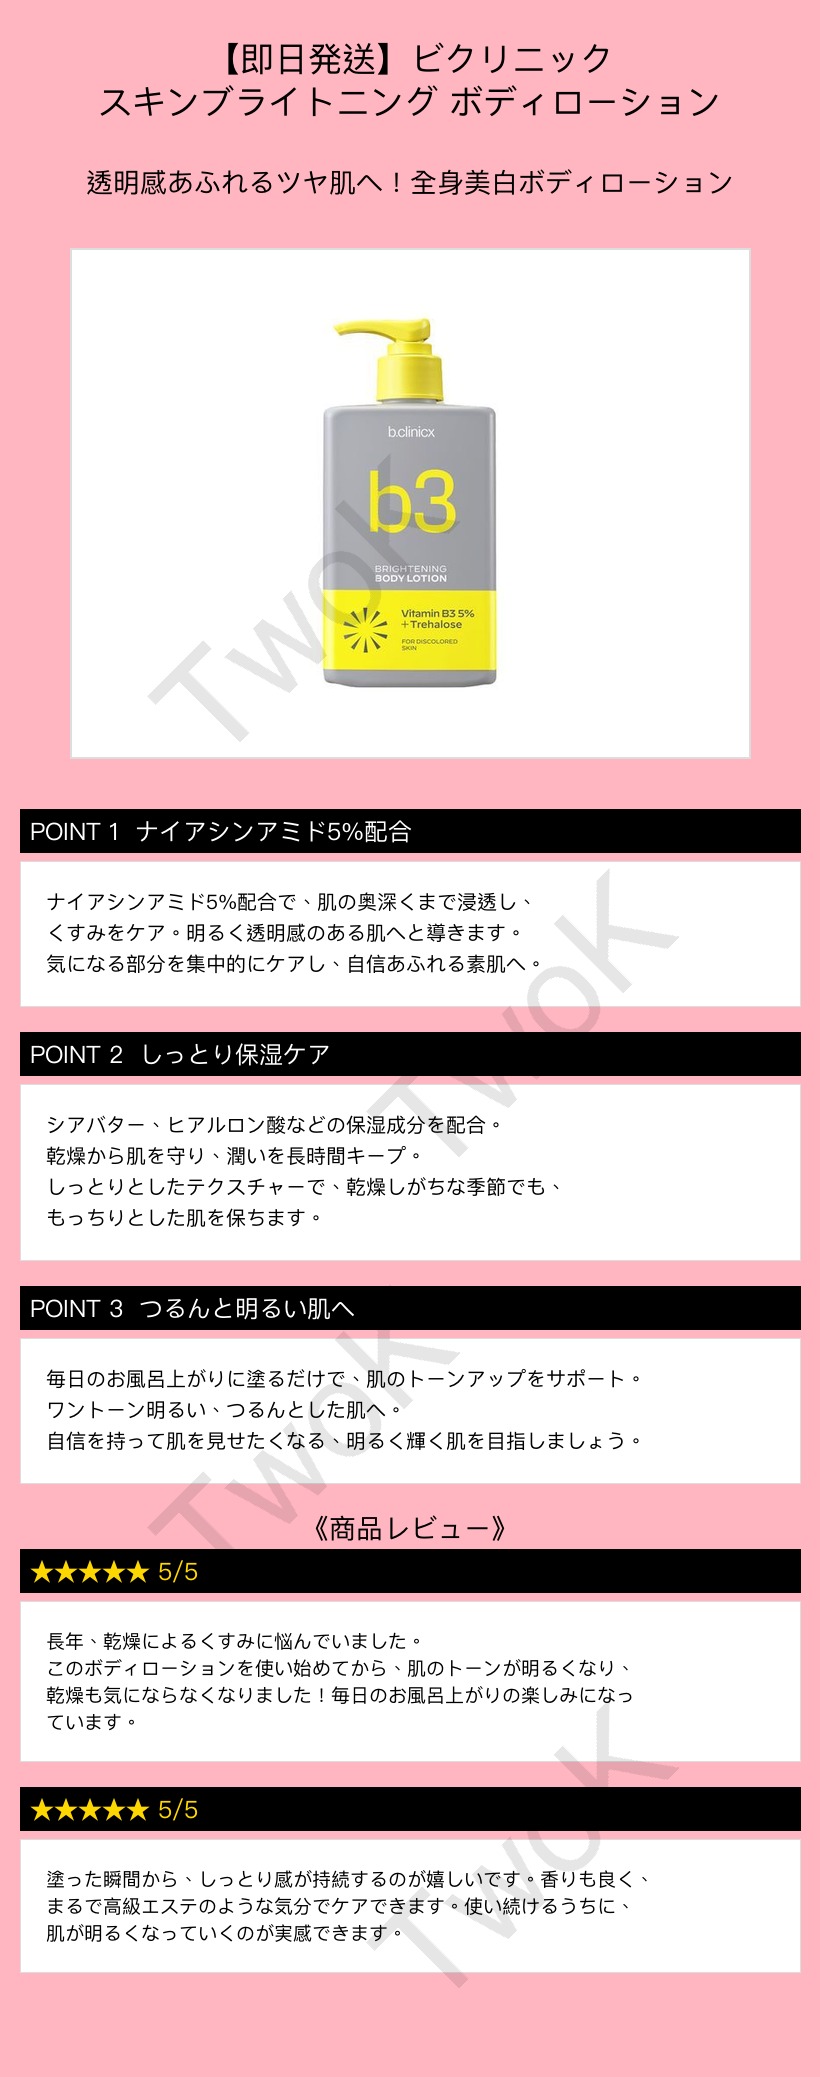 【即日発送】ビクリニック
スキンブライトニング ボディローション
透明感あふれるツヤ肌へ！全身美白ボディローション
b.clinicx
b3
BRIGHTENING
BODY LOTION
Vitamin B3 5%
+Trehalose
FOR DISCOLORED
SKIN
TwoK
POINT 1 ナイアシンアミド5%配合
ナイアシンアミド5%配合で、肌の奥深くまで浸透し、
くすみをケア。明るく透明感のある肌へと導きます。
気になる部分を集中的にケアし、自信あふれる素肌へ。
TwoK
POINT 2 しっとり保湿ケア
シアバター、ヒアルロン酸などの保湿成分を配合。
乾燥から肌を守り、潤いを長時間キープ。
しっとりとしたテクスチャーで、乾燥しがちな季節でも、
もっちりとした肌を保ちます。
POINT 3 つるんと明るい肌へ
毎日のお風呂上がりに塗るだけで、肌のトーンアップをサポート。
ワントーン明るい、つるんとした肌へ。
自信を持って肌を見せたくなる、明るく輝く肌を目指しましょう。
TwoK
《商品レビュー》
★★★★★ 5/5
長年、乾燥によるくすみに悩んでいました。
このボディローションを使い始めてから、肌のトーンが明るくなり、
乾燥も気にならなくなりました！毎日のお風呂上がりの楽しみになっ
ています。
★★★★★ 5/5
塗った瞬間から、しっとり感が持続するのが嬉しいです。香りも良く、
まるで高級エステのような気分でケアできます。使い続けるうちに、
肌が明るくなっていくのが実感できます。
TwoK